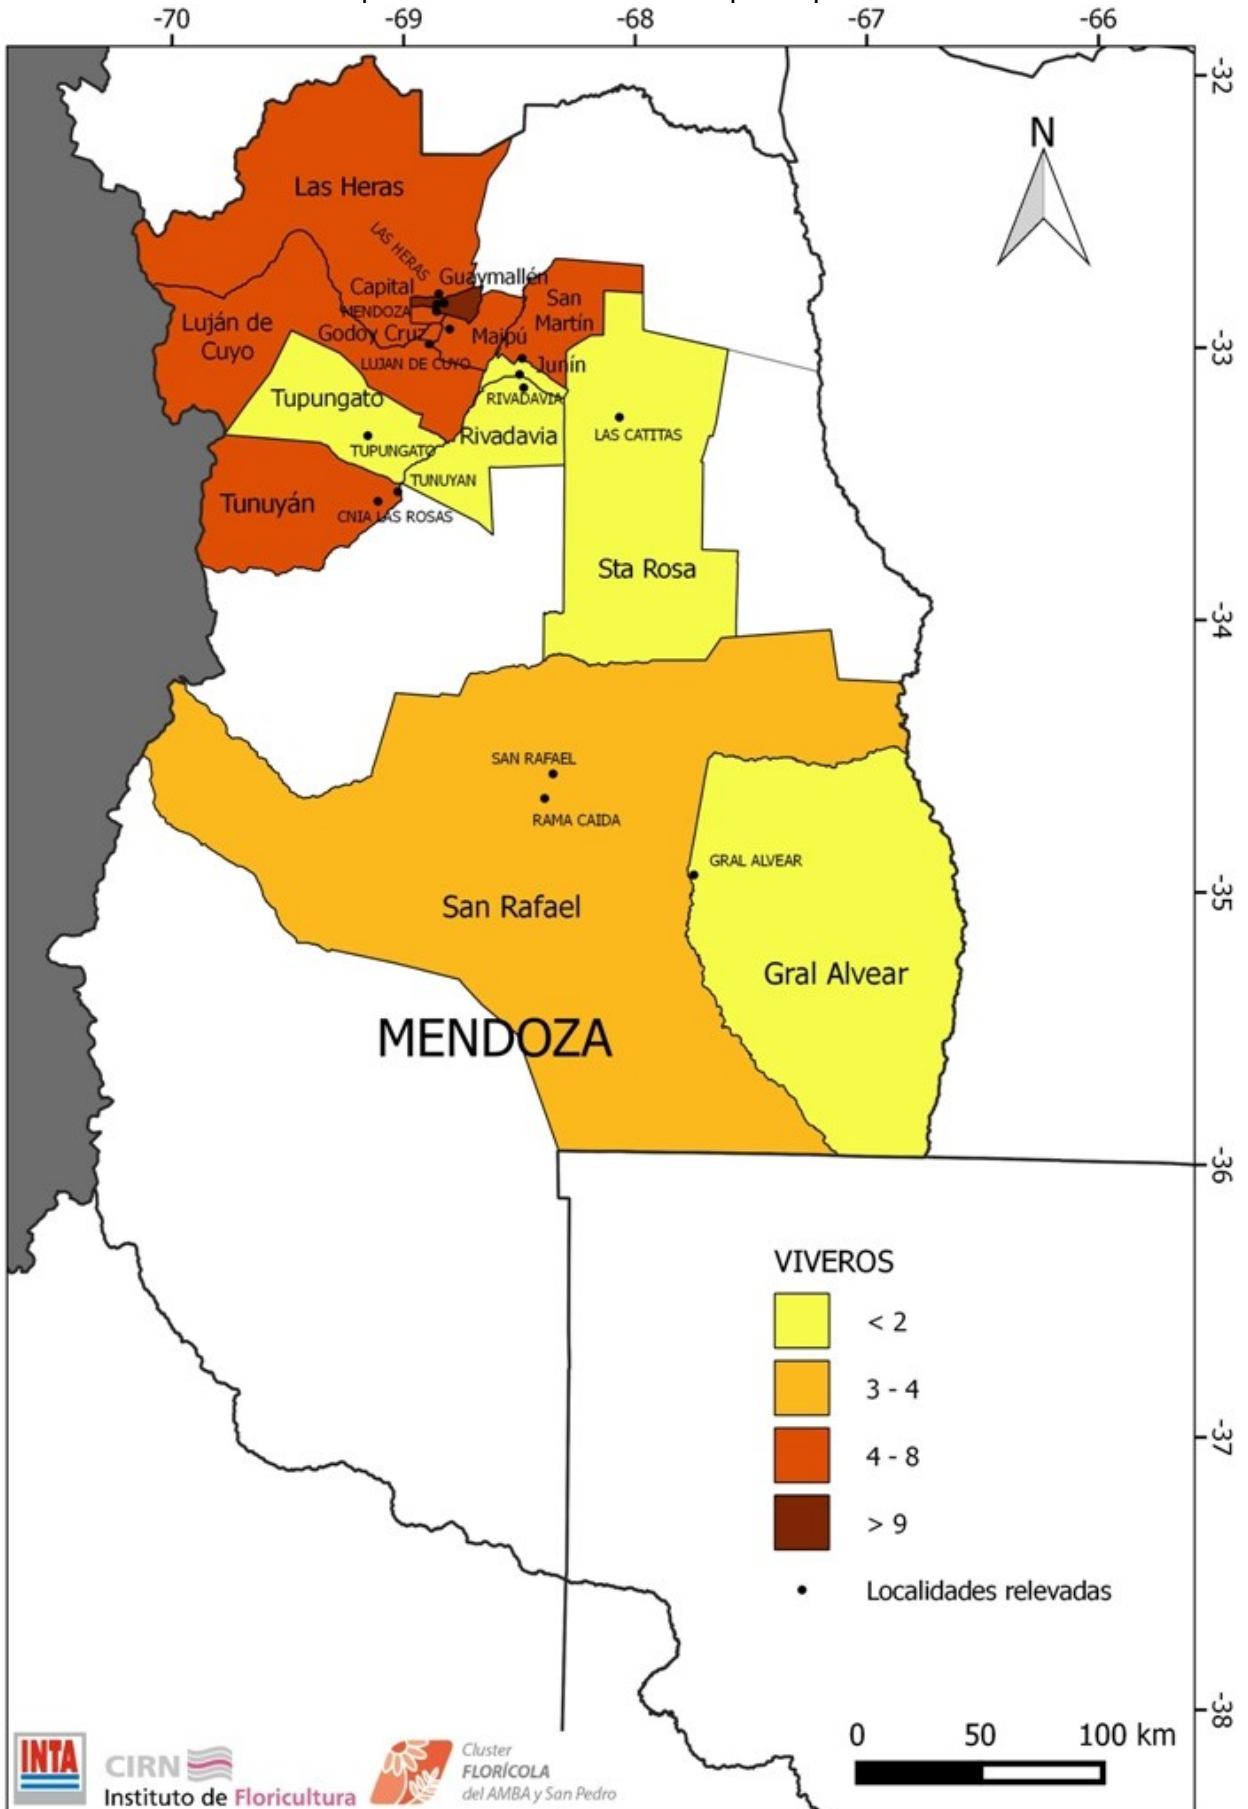 -70
-69
-68
-67
-66
-32
-33
-34
-35
-36
-37
-38
N
Las Heras
LAS HERAS
Guaymallén
Capital
MENDOZA
San
Martín
Luján de
Cuyo
Godoy Cruz
Maipú
LUJAN DE CUYO
Junín
Tupungato
RIVADAVIA
Rivadavia
LAS CATITAS
TUPUNGATO
TUNUYAN
Tunuyán
CNIA LAS ROSAS
Sta Rosa
SAN RAFAEL
RAMA CAIDA
GRAL ALVEAR
San Rafael
Gral Alvear
MENDOZA
VIVEROS
< 2
3 - 4
4 - 8
> 9
Localidades relevadas
0 50 100 km
INTA
CIRN
Instituto de Floricultura
Cluster
FLORÍCOLA
del AMBA y San Pedro